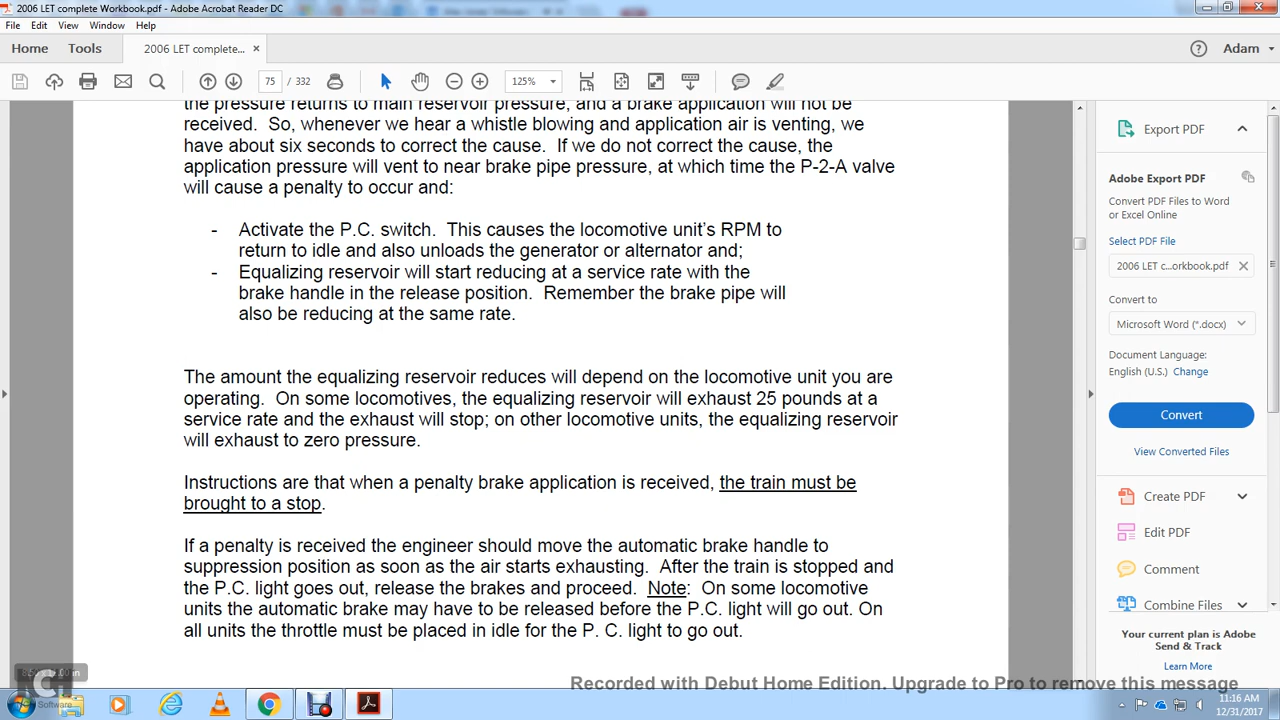 2006 LET complete Workbook.pdf - Adobe Acrobat Reader DC
File Edit View Window Help
Home Tools 2006 LET complete... × Adam
75 / 332 125%
the pressure returns to main reservoir pressure, and a brake application will not be
received. So, whenever we hear a whistle blowing and application air is venting, we
have about six seconds to correct the cause. If we do not correct the cause, the
application pressure will vent to near brake pipe pressure, at which time the P-2-A valve
will cause a penalty to occur and:
- Activate the P.C. switch. This causes the locomotive unit's RPM to
return to idle and also unloads the generator or alternator and;
- Equalizing reservoir will start reducing at a service rate with the
brake handle in the release position. Remember the brake pipe will
also be reducing at the same rate.
The amount the equalizing reservoir reduces will depend on the locomotive unit you are
operating. On some locomotives, the equalizing reservoir will exhaust 25 pounds at a
service rate and the exhaust will stop; on other locomotive units, the equalizing reservoir
will exhaust to zero pressure.
Instructions are that when a penalty brake application is received, the train must be
brought to a stop.
If a penalty is received the engineer should move the automatic brake handle to
suppression position as soon as the air starts exhausting. After the train is stopped and
the P.C. light goes out, release the brakes and proceed. Note: On some locomotive
units the automatic brake may have to be released before the P.C. light will go out. On
all units the throttle must be placed in idle for the P. C. light to go out.
Export PDF
Adobe Export PDF
Convert PDF Files to Word
or Excel Online
Select PDF File
2006 LET c...orkbook.pdf ×
Convert to
Microsoft Word (*.docx)
Document Language:
English (U.S.) Change
Convert
View Converted Files
Create PDF
Edit PDF
Comment
Combine Files
Your current plan is Adobe
Send & Track
Learn More
Software
Recorded with Debut Home Edition. Upgrade to Pro to remove this message
11:16 AM
12/31/2017